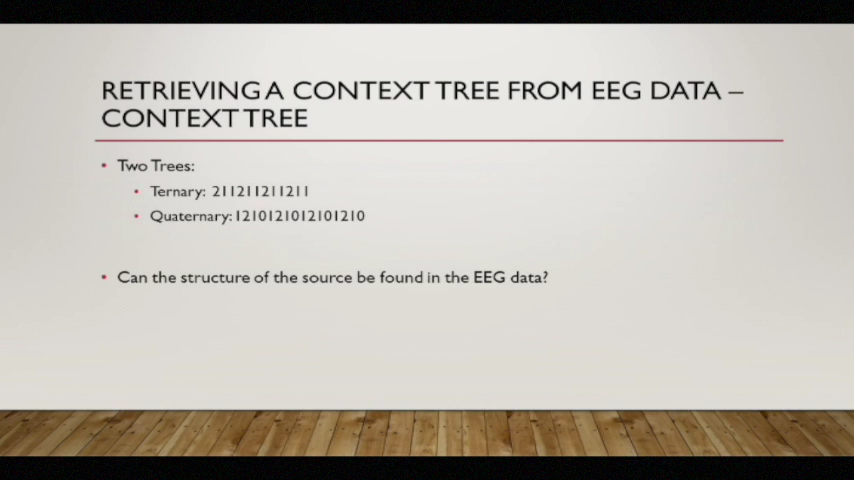 RETRIEVING A CONTEXT TREE FROM EEG DATA –
CONTEXT TREE
• Two Trees:
• Ternary: 211211211211
• Quaternary: 1210121012101210
• Can the structure of the source be found in the EEG data?